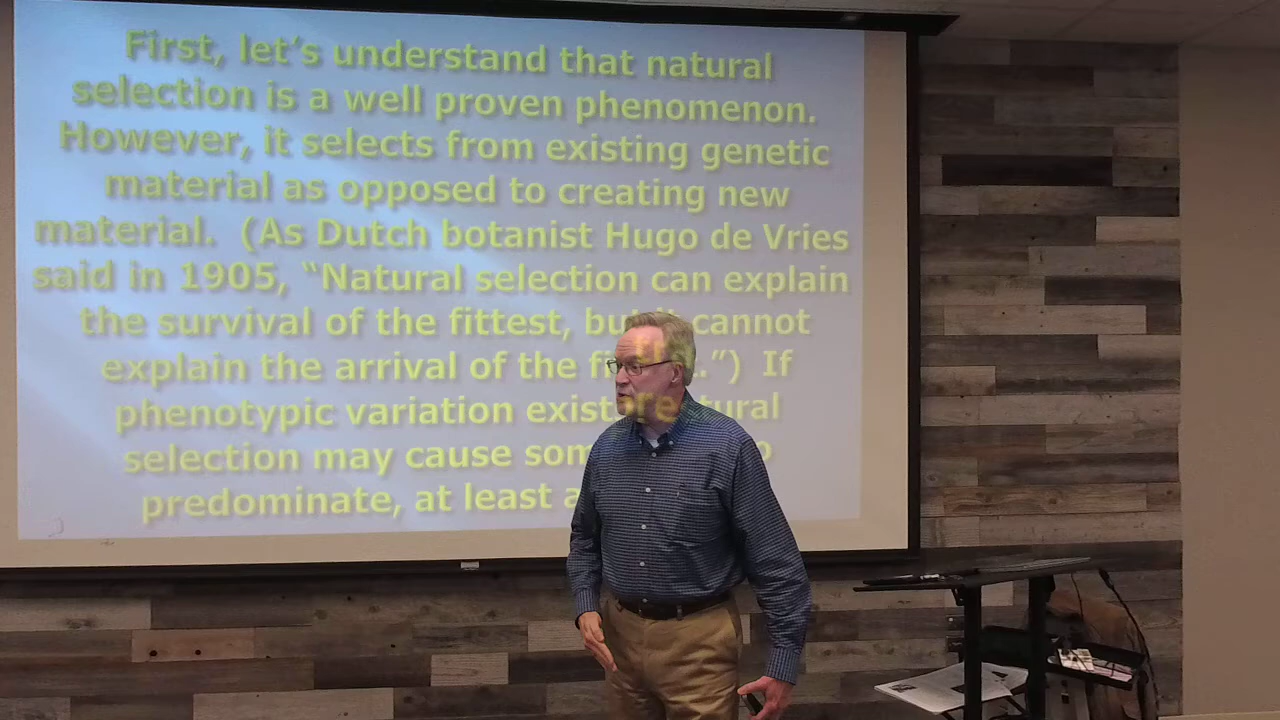 First, let's understand that natural
selection is a well proven phenomenon.
However, it selects from existing genetic
material as opposed to creating new
material. (As Dutch botanist Hugo de Vries
said in 1905, “Natural selection can explain
the survival of the fittest, but it cannot
explain the arrival of the .”) If
phenotypic variation exists
selection may cause
predominate, at least